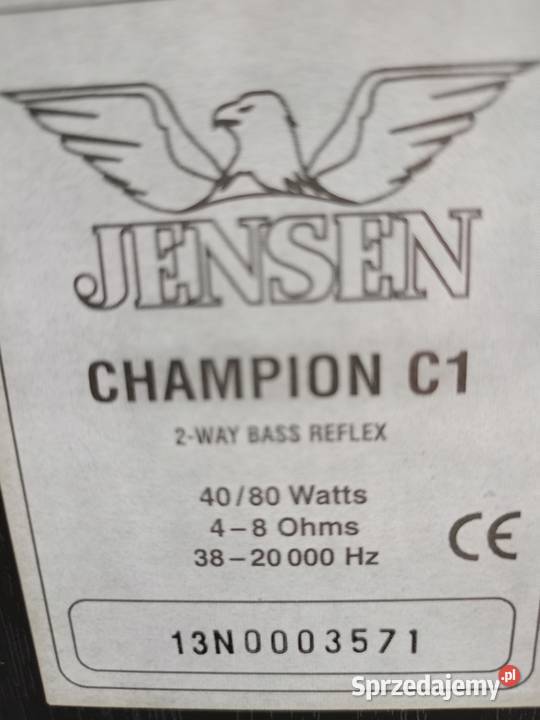 JENSEN
CHAMPION C1
2-WAY BASS REFLEX
40/80 Watts
4–8 Ohms
38–20 000 Hz
CE
13N0003571
Sprzedajemy.pl